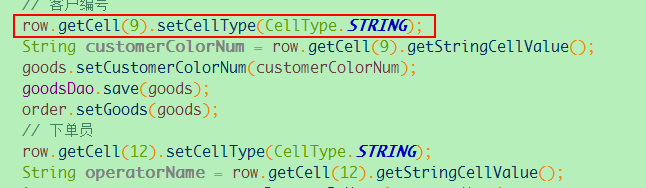 // 客户编号
row.getCell(9).setCellType(CellType.STRING);
String customerColorNum = row.getCell(9).getStringCellValue();
goods.setCustomerColorNum(customerColorNum);
goodsDao.save(goods);
order.setGoods(goods);
// 下单员
row.getCell(12).setCellType(CellType.STRING);
String operatorName = row.getCell(12).getStringCellValue();